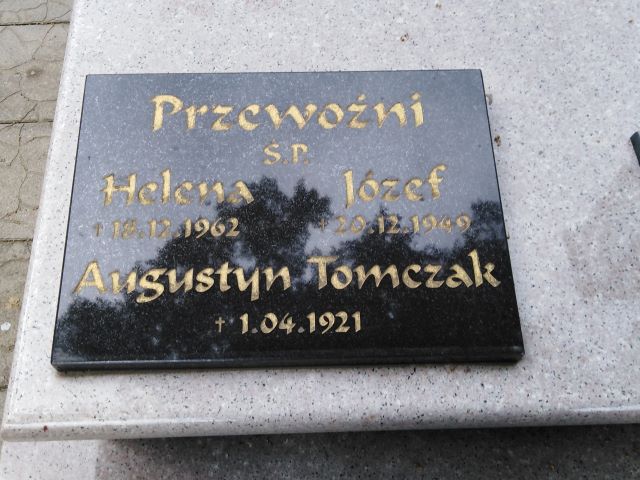 Przewoźni
Ś.P.
Helena Józef
†18.12.1962 †20.12.1949
Augustyn Tomczak
† 1.04.1921